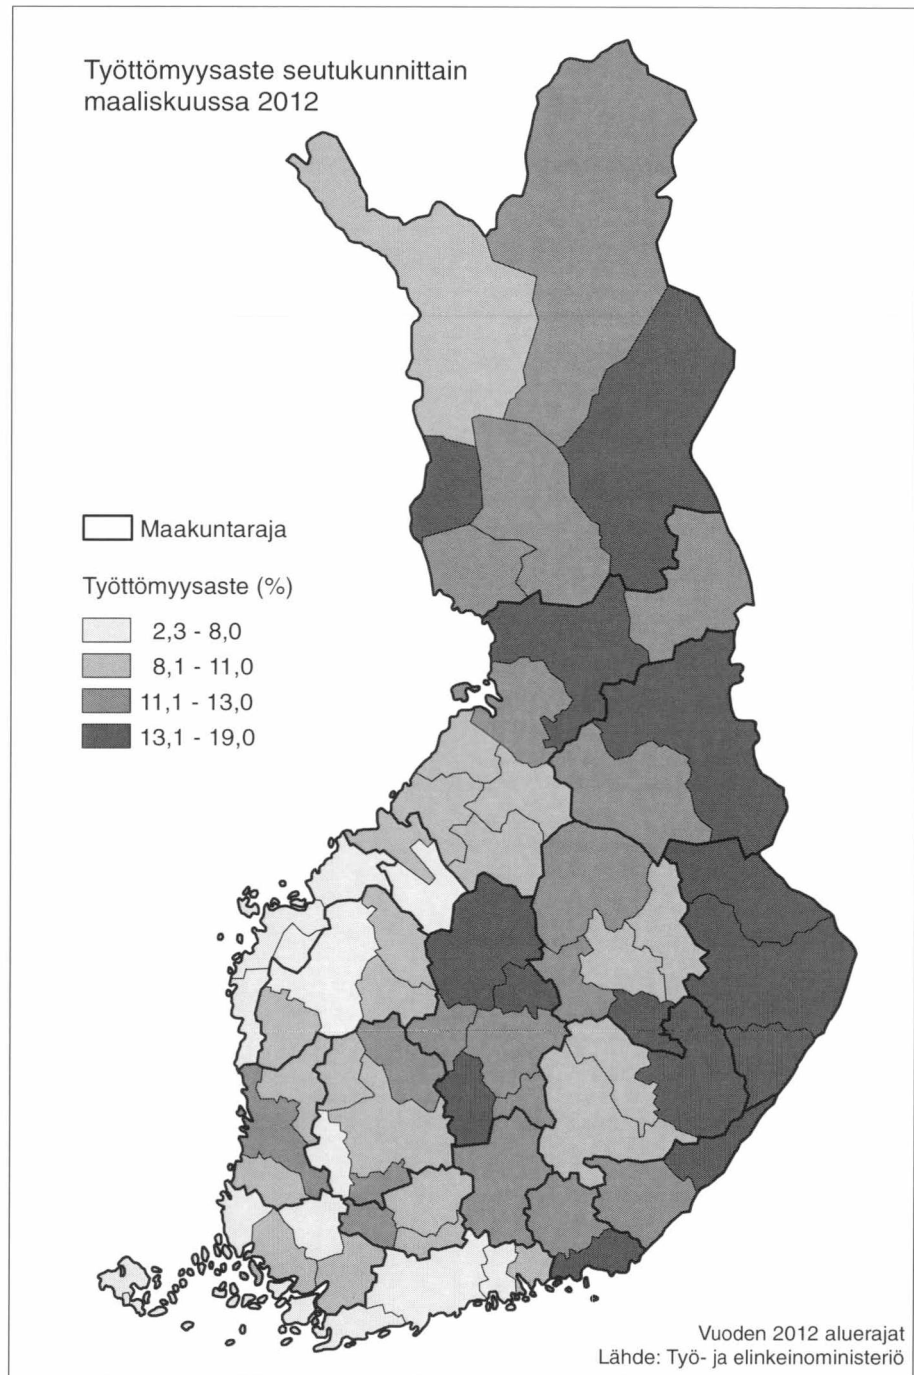 Työttömyysaste seutukunnittain
maaliskuussa 2012
Maakuntaraja
Työttömyysaste (%)
2,3 - 8,0
8,1 - 11,0
11,1 - 13,0
13,1 - 19,0
Vuoden 2012 aluerajat
Lähde: Työ- ja elinkeinoministeriö